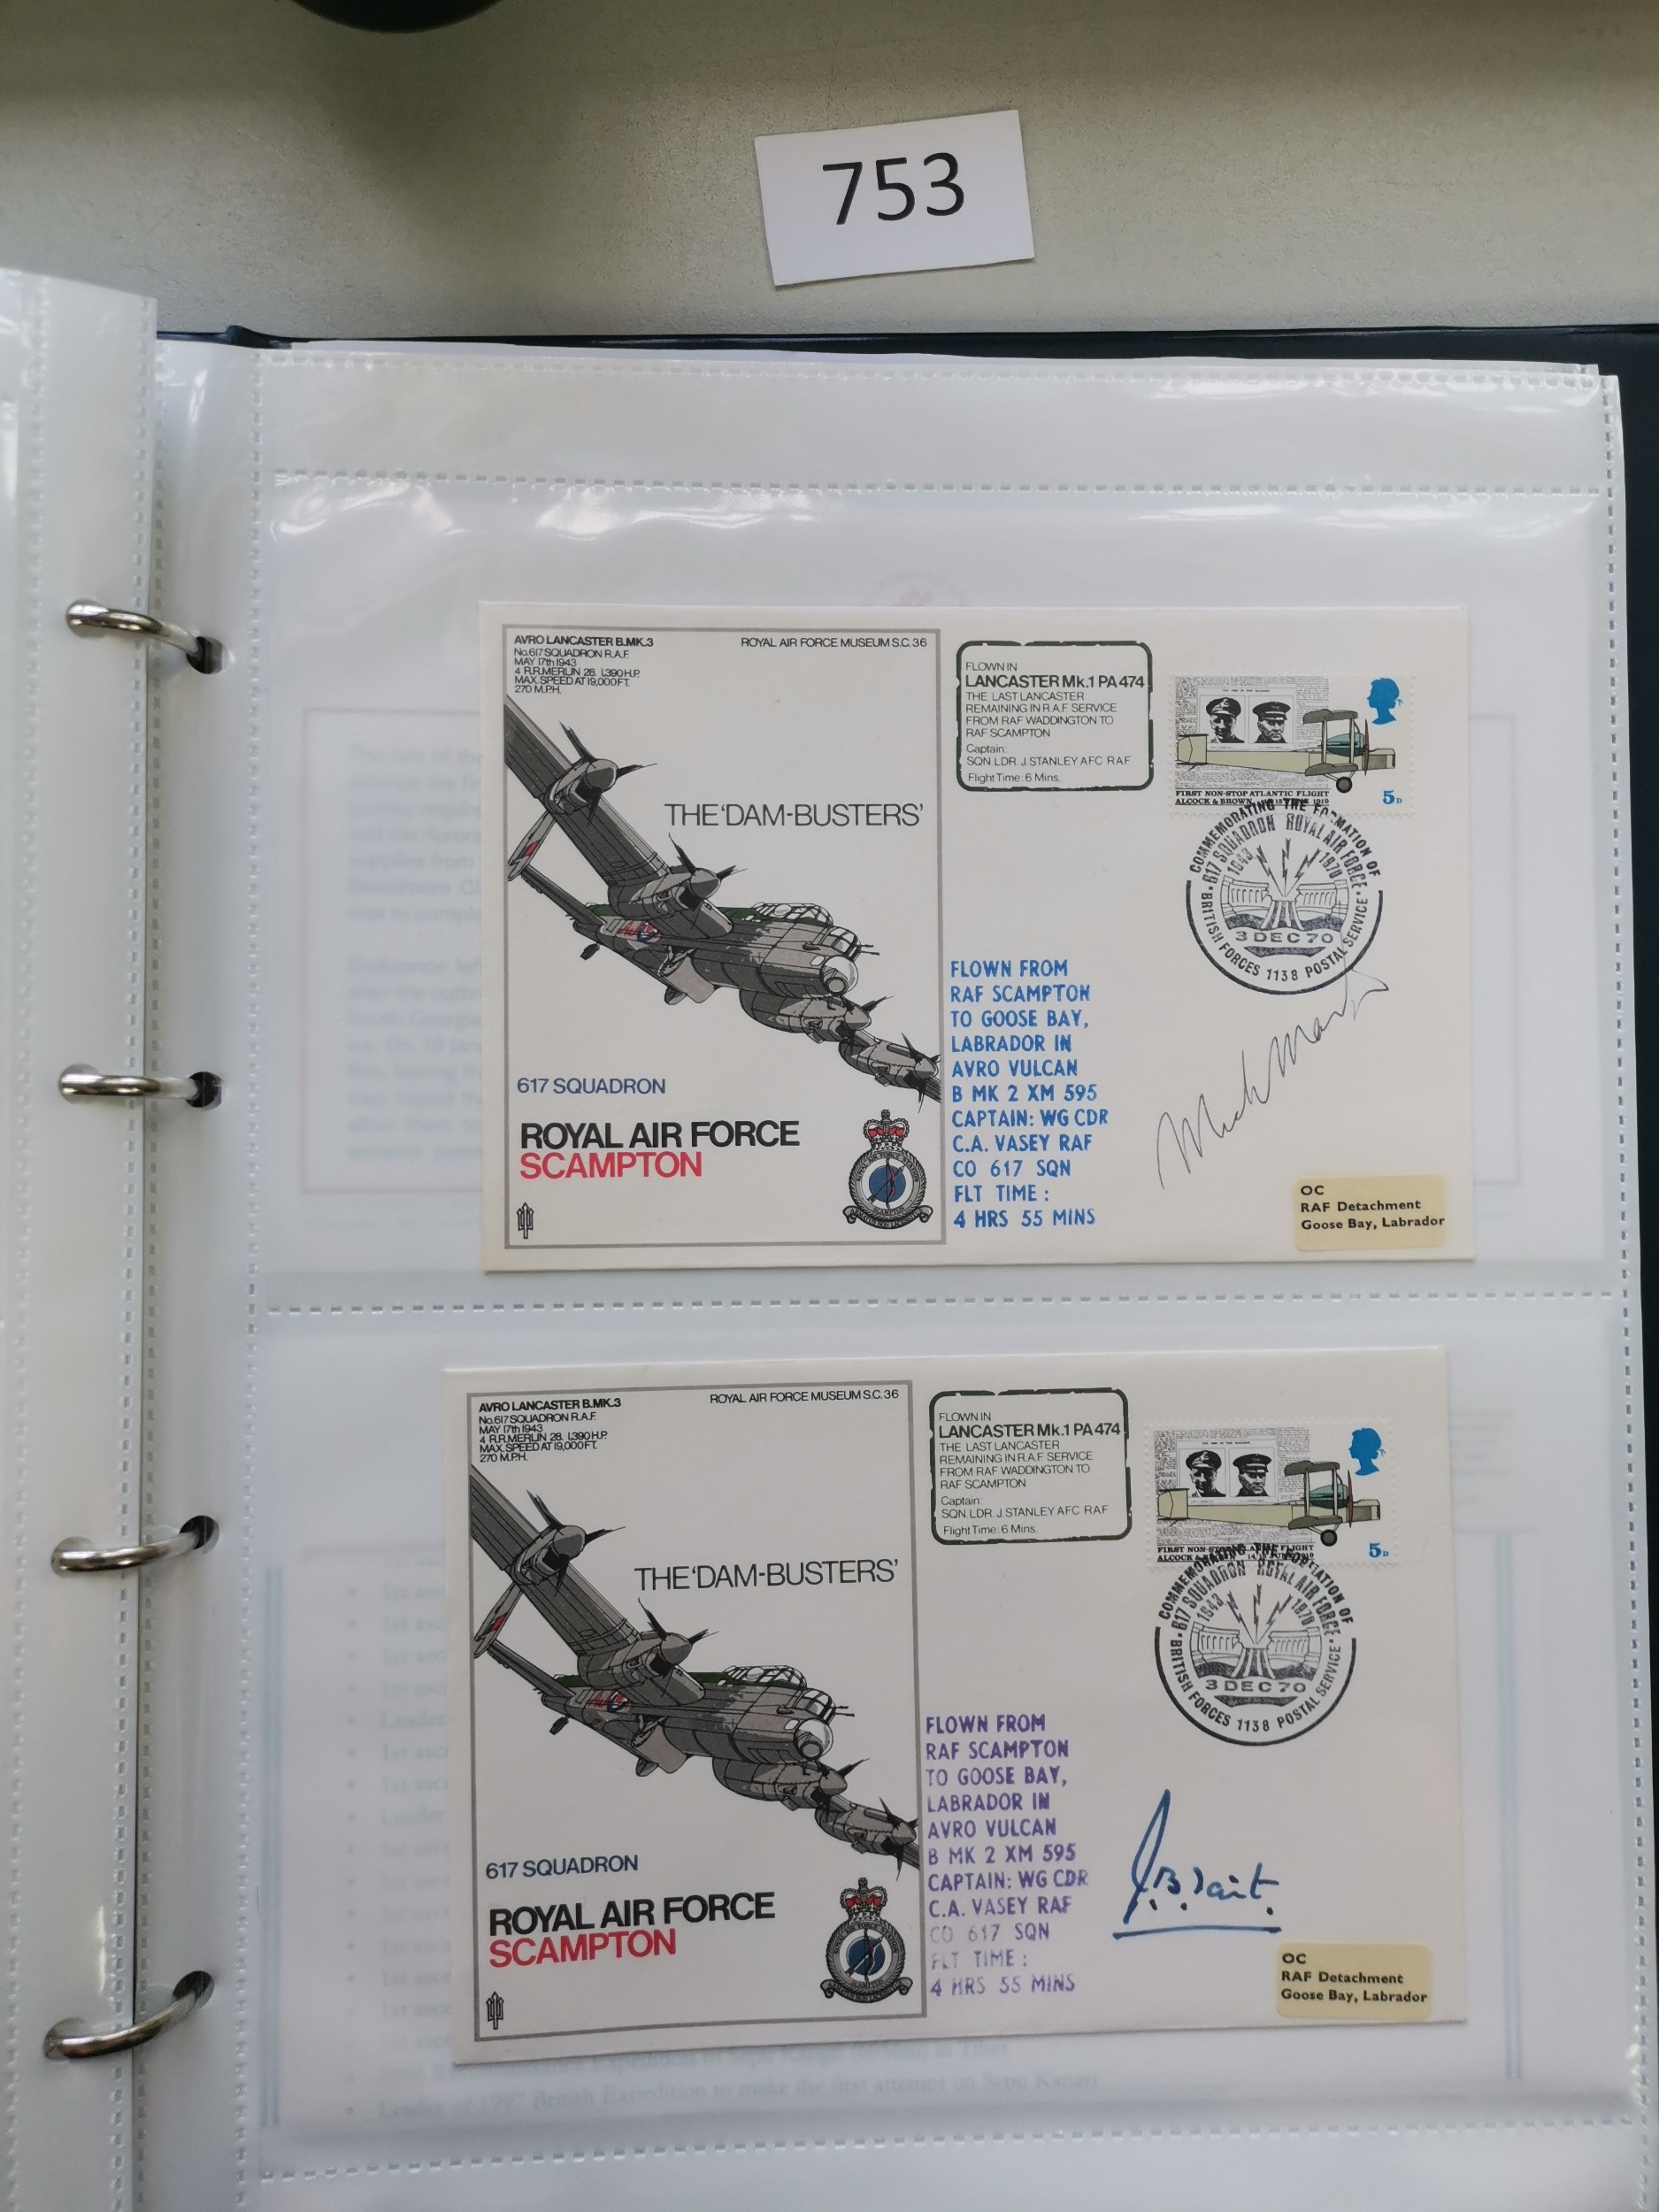 753
AVRO LANCASTER B.MK.3
No.617 SQUADRON R.A.F.
MAY 17th 1943
4 R.R.MERLIN 28. 1,390 H.P.
MAX. SPEED AT 19,000 FT.
270 M.P.H.
ROYAL AIR FORCE MUSEUM S.C. 36
THE 'DAM-BUSTERS'
617 SQUADRON
ROYAL AIR FORCE
SCAMPTON
FLOWN IN
LANCASTER Mk.1 PA 474
THE LAST LANCASTER
REMAINING IN R.A.F. SERVICE
FROM RAF WADDINGTON TO
RAF SCAMPTON
Captain:
SQN. LDR. J. STANLEY AFC RAF
Flight Time: 6 Mins.
FIRST NON-STOP ATLANTIC FLIGHT
ALCOCK & BROWN
5D
COMMEMORATING THE FORMATION OF
617 SQUADRON ROYAL AIR FORCE
1943 1970
3 DEC 70
BRITISH FORCES 1138 POSTAL SERVICE
FLOWN FROM
RAF SCAMPTON
TO GOOSE BAY,
LABRADOR IN
AVRO VULCAN
B MK 2 XM 595
CAPTAIN: WG CDR
C.A. VASEY RAF
CO 617 SQN
FLT TIME :
4 HRS 55 MINS
OC
RAF Detachment
Goose Bay, Labrador
AVRO LANCASTER B.MK.3
No.617 SQUADRON R.A.F.
MAY 17th 1943
4 R.R.MERLIN 28. 1,390 H.P.
MAX. SPEED AT 19,000 FT.
270 M.P.H.
ROYAL AIR FORCE MUSEUM S.C. 36
THE 'DAM-BUSTERS'
617 SQUADRON
ROYAL AIR FORCE
SCAMPTON
FLOWN IN
LANCASTER Mk.1 PA 474
THE LAST LANCASTER
REMAINING IN R.A.F. SERVICE
FROM RAF WADDINGTON TO
RAF SCAMPTON
Captain:
SQN. LDR. J. STANLEY AFC RAF
Flight Time: 6 Mins.
5D
COMMEMORATING THE FORMATION OF
617 SQUADRON ROYAL AIR FORCE
1943 1970
3 DEC 70
BRITISH FORCES 1138 POSTAL SERVICE
FLOWN FROM
RAF SCAMPTON
TO GOOSE BAY,
LABRADOR IN
AVRO VULCAN
B MK 2 XM 595
CAPTAIN: WG CDR
C.A. VASEY RAF
CO 617 SQN
FLT TIME :
4 HRS 55 MINS
J.B. Tait.
OC
RAF Detachment
Goose Bay, Labrador